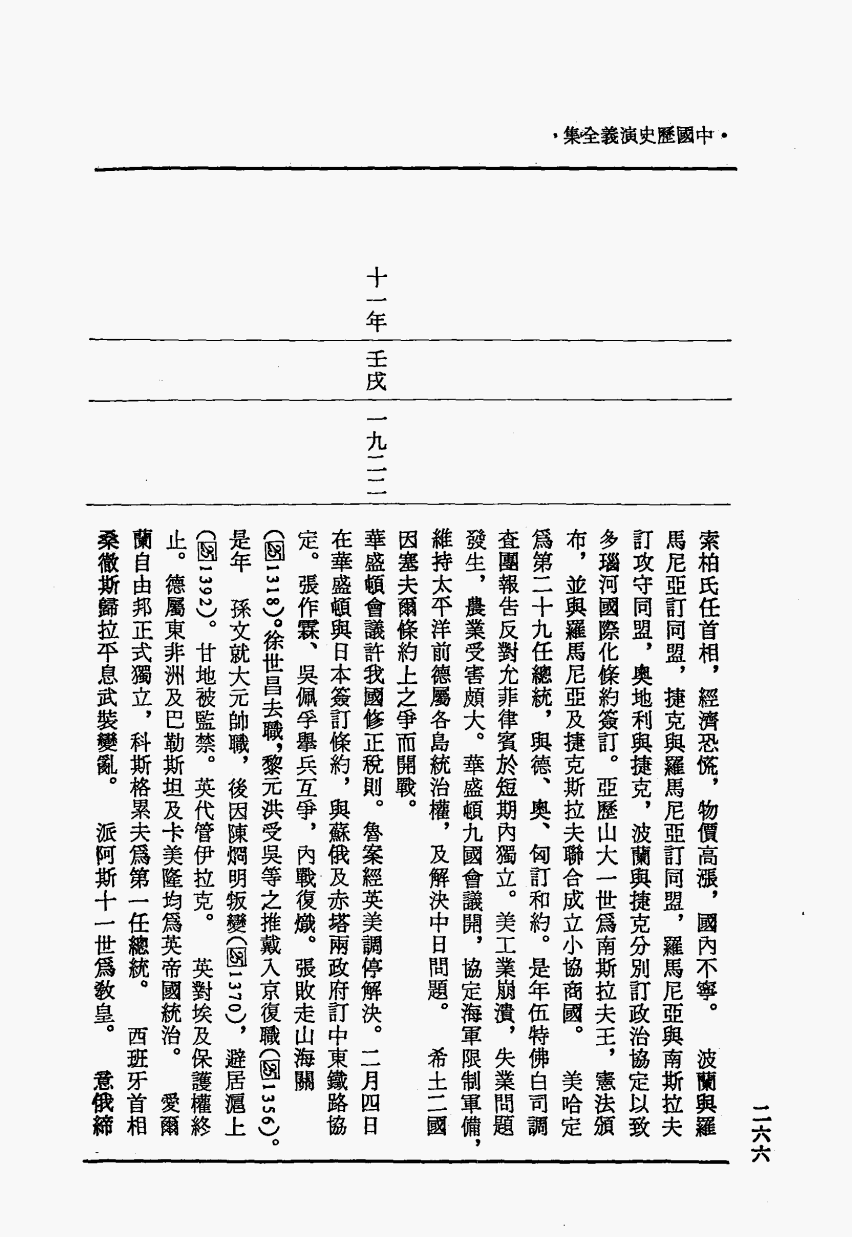 ·中國歷史演義全集·
索柏氏任首相，經濟恐慌，物價高漲，國內不寧。　波蘭與羅
馬尼亞訂同盟，捷克與羅馬尼亞訂同盟，羅馬尼亞與南斯拉夫
訂攻守同盟，奧地利與捷克，波蘭與捷克分別訂政治協定以致
多瑙河國際化條約簽訂。亞歷山大一世爲南斯拉夫王，憲法頒
布，並與羅馬尼亞及捷克斯拉夫聯合成立小協商國。　美哈定
爲第二十九任總統，與德、奧、匈訂和約。是年伍特佛白司調
查團報告反對允菲律賓於短期內獨立。美工業崩潰，失業問題
發生，農業受害頗大。華盛頓九國會議開，協定海軍限制軍備，
維持太平洋前德屬各島統治權，及解決中日問題。　希土二國
因塞夫爾條約上之爭而開戰。
十一年　壬戌　一九二二
華盛頓會議許我國修正稅則。魯案經英美調停解決。二月四日
在華盛頓與日本簽訂條約，與蘇俄及赤塔兩政府訂中東鐵路協
定。張作霖、吳佩孚舉兵互爭，內戰復熾。張敗走山海關
(図1318)。徐世昌去職，黎元洪受吳等之推戴入京復職(図1356)。
是年　孫文就大元帥職，後因陳烱明叛變(図1370)，避居滬上
(図1392)。甘地被監禁。英代管伊拉克。　英對埃及保護權終
止。德屬東非洲及巴勒斯坦及卡美隆均爲英帝國統治。　愛爾
蘭自由邦正式獨立，科斯格累夫爲第一任總統。　西班牙首相
桑徹斯歸拉平息武裝變亂。　派阿斯十一世爲敎皇。　意俄締
二六六